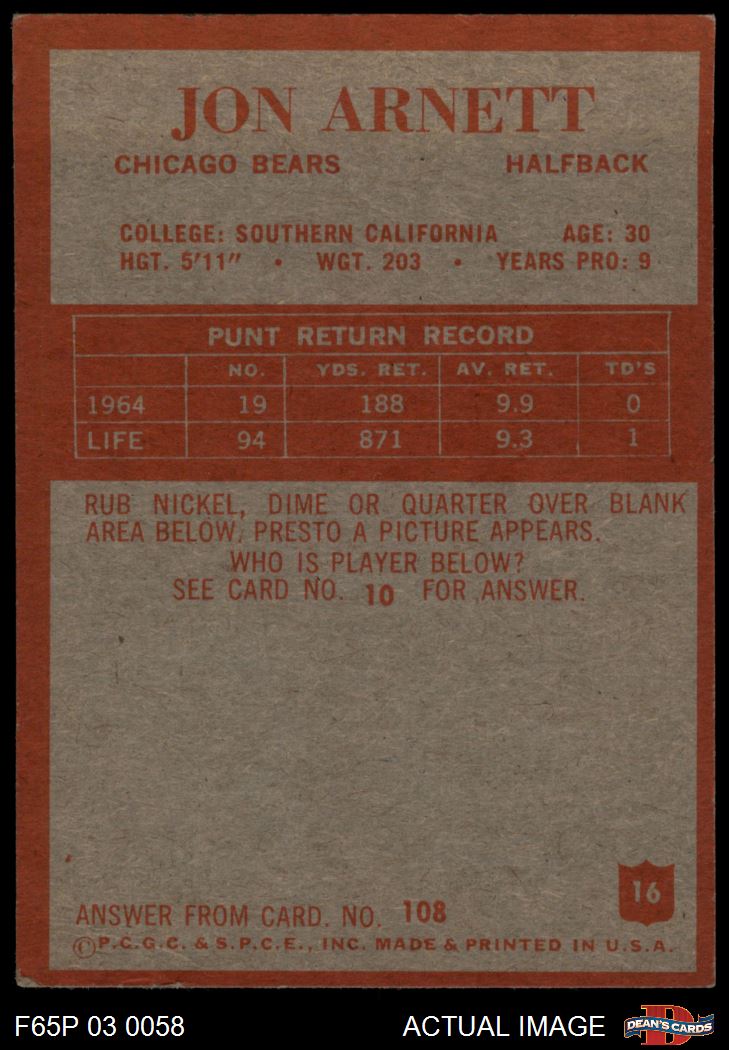 JON ARNETT
CHICAGO BEARS HALFBACK
COLLEGE: SOUTHERN CALIFORNIA AGE: 30
HGT. 5'11" • WGT. 203 • YEARS PRO: 9
PUNT RETURN RECORD
NO. YDS. RET. AV. RET. TD'S
1964 19 188 9.9 0
LIFE 94 871 9.3 1
RUB NICKEL, DIME OR QUARTER OVER BLANK
AREA BELOW. PRESTO A PICTURE APPEARS.
WHO IS PLAYER BELOW?
SEE CARD NO. 10 FOR ANSWER.
16
ANSWER FROM CARD. NO. 108
©P.C.G.C. & S.P.C.E., INC. MADE & PRINTED IN U.S.A.
F65P 03 0058 ACTUAL IMAGE D DEAN'S CARDS